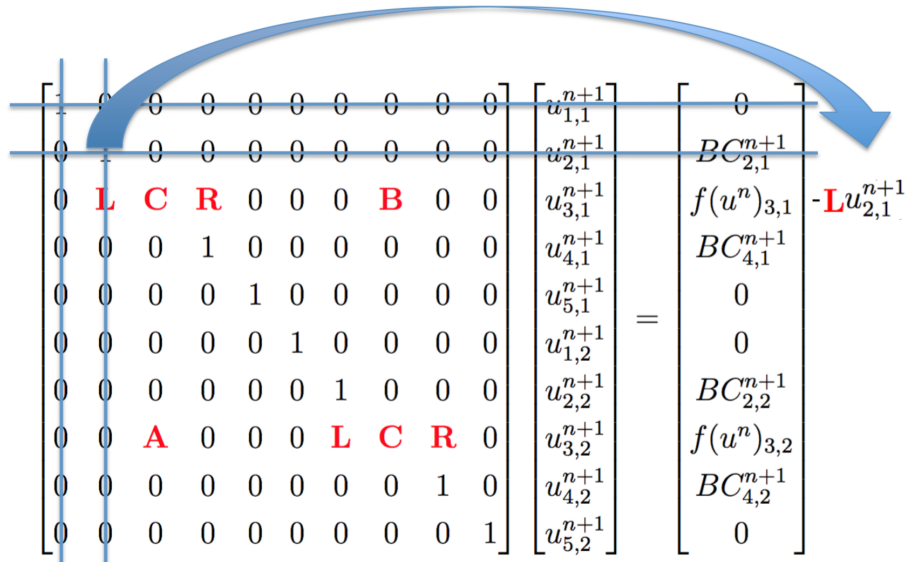 1 0 0 0 0 0 0 0 0 0 u_{1,1}^{n+1} 0
0 1 0 0 0 0 0 0 0 0 u_{2,1}^{n+1} BC_{2,1}^{n+1}
0 L C R 0 0 0 B 0 0 u_{3,1}^{n+1} f(u^n)_{3,1} -Lu_{2,1}^{n+1}
0 0 0 1 0 0 0 0 0 0 u_{4,1}^{n+1} BC_{4,1}^{n+1}
0 0 0 0 1 0 0 0 0 0 u_{5,1}^{n+1} = 0
0 0 0 0 0 1 0 0 0 0 u_{1,2}^{n+1} 0
0 0 0 0 0 0 1 0 0 0 u_{2,2}^{n+1} BC_{2,2}^{n+1}
0 0 A 0 0 0 L C R 0 u_{3,2}^{n+1} f(u^n)_{3,2}
0 0 0 0 0 0 0 0 1 0 u_{4,2}^{n+1} BC_{4,2}^{n+1}
0 0 0 0 0 0 0 0 0 1 u_{5,2}^{n+1} 0